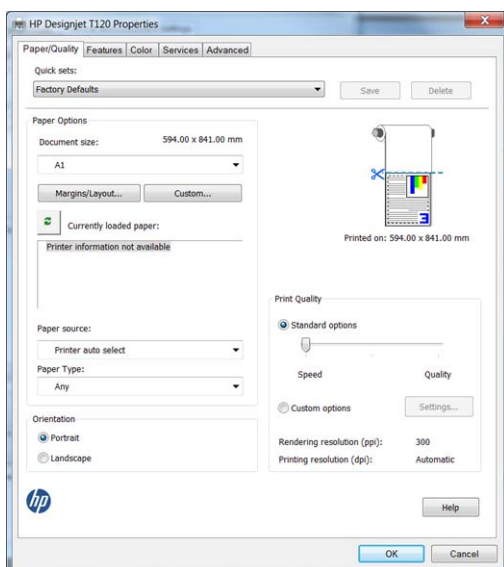 HP Designjet T120 Properties
Paper/Quality Features Color Services Advanced
Quick sets:
Factory Defaults
Save Delete
Paper Options
Document size: 594.00 x 841.00 mm
A1
Margins/Layout... Custom...
Currently loaded paper:
Printer information not available
Paper source:
Printer auto select
Paper Type:
Any
Orientation
Portrait
Landscape
3
Printed on: 594.00 x 841.00 mm
Print Quality
Standard options
Speed Quality
Custom options Settings...
Rendering resolution (ppi): 300
Printing resolution (dpi): Automatic
hp
Help
OK Cancel